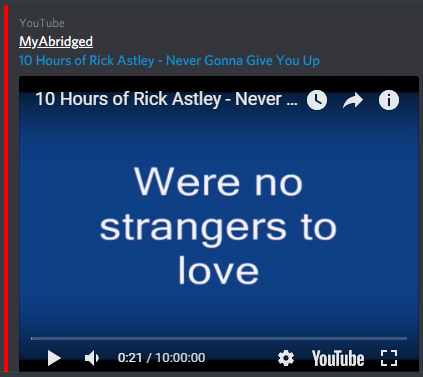 YouTube
MyAbridged
10 Hours of Rick Astley - Never Gonna Give You Up
10 Hours of Rick Astley - Never ...
Were no
strangers to
love
0:21 / 10:00:00
YouTube